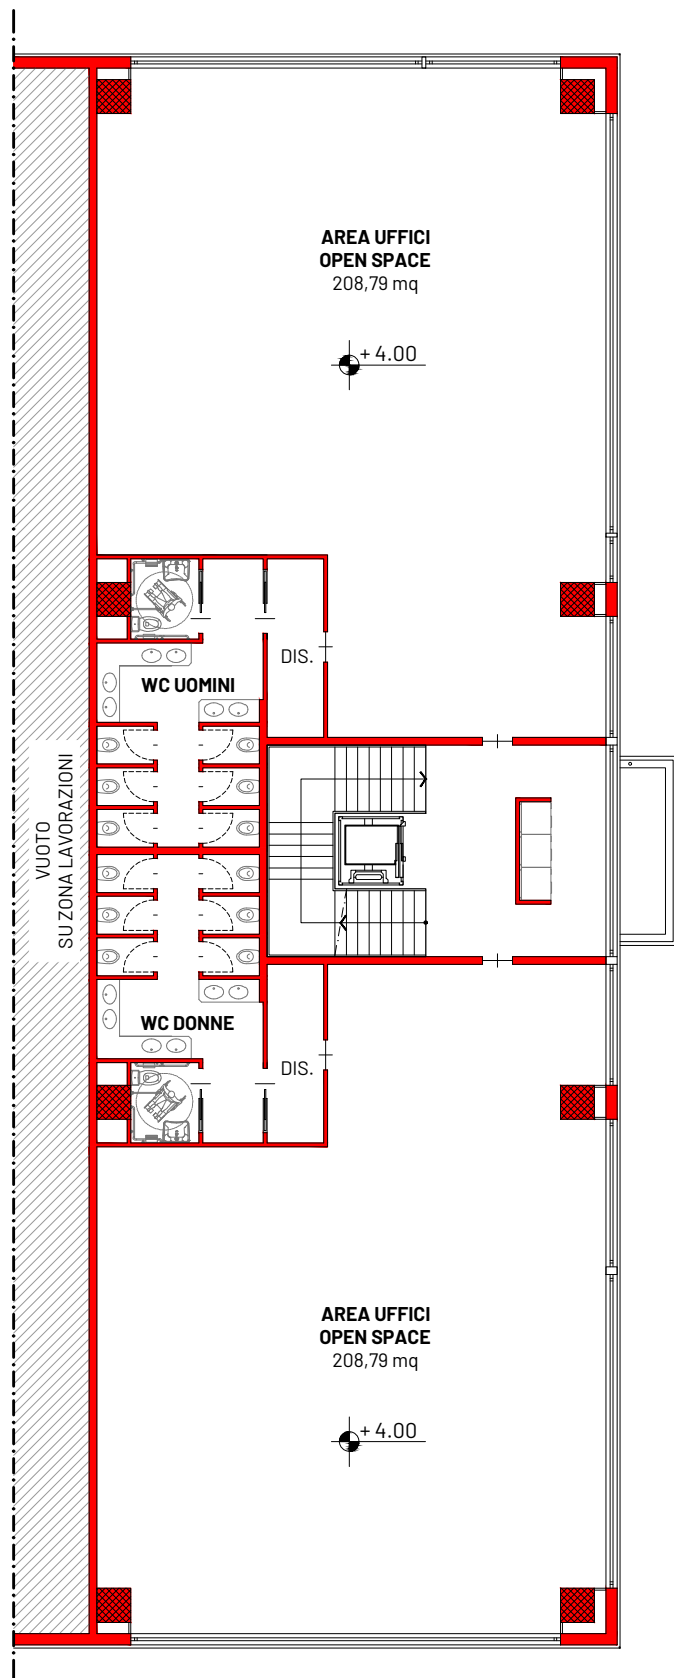 AREA UFFICI
OPEN SPACE
208,79 mq
+ 4.00
DIS.
WC UOMINI
VUOTO
SU ZONA LAVORAZIONI
WC DONNE
DIS.
AREA UFFICI
OPEN SPACE
208,79 mq
+ 4.00